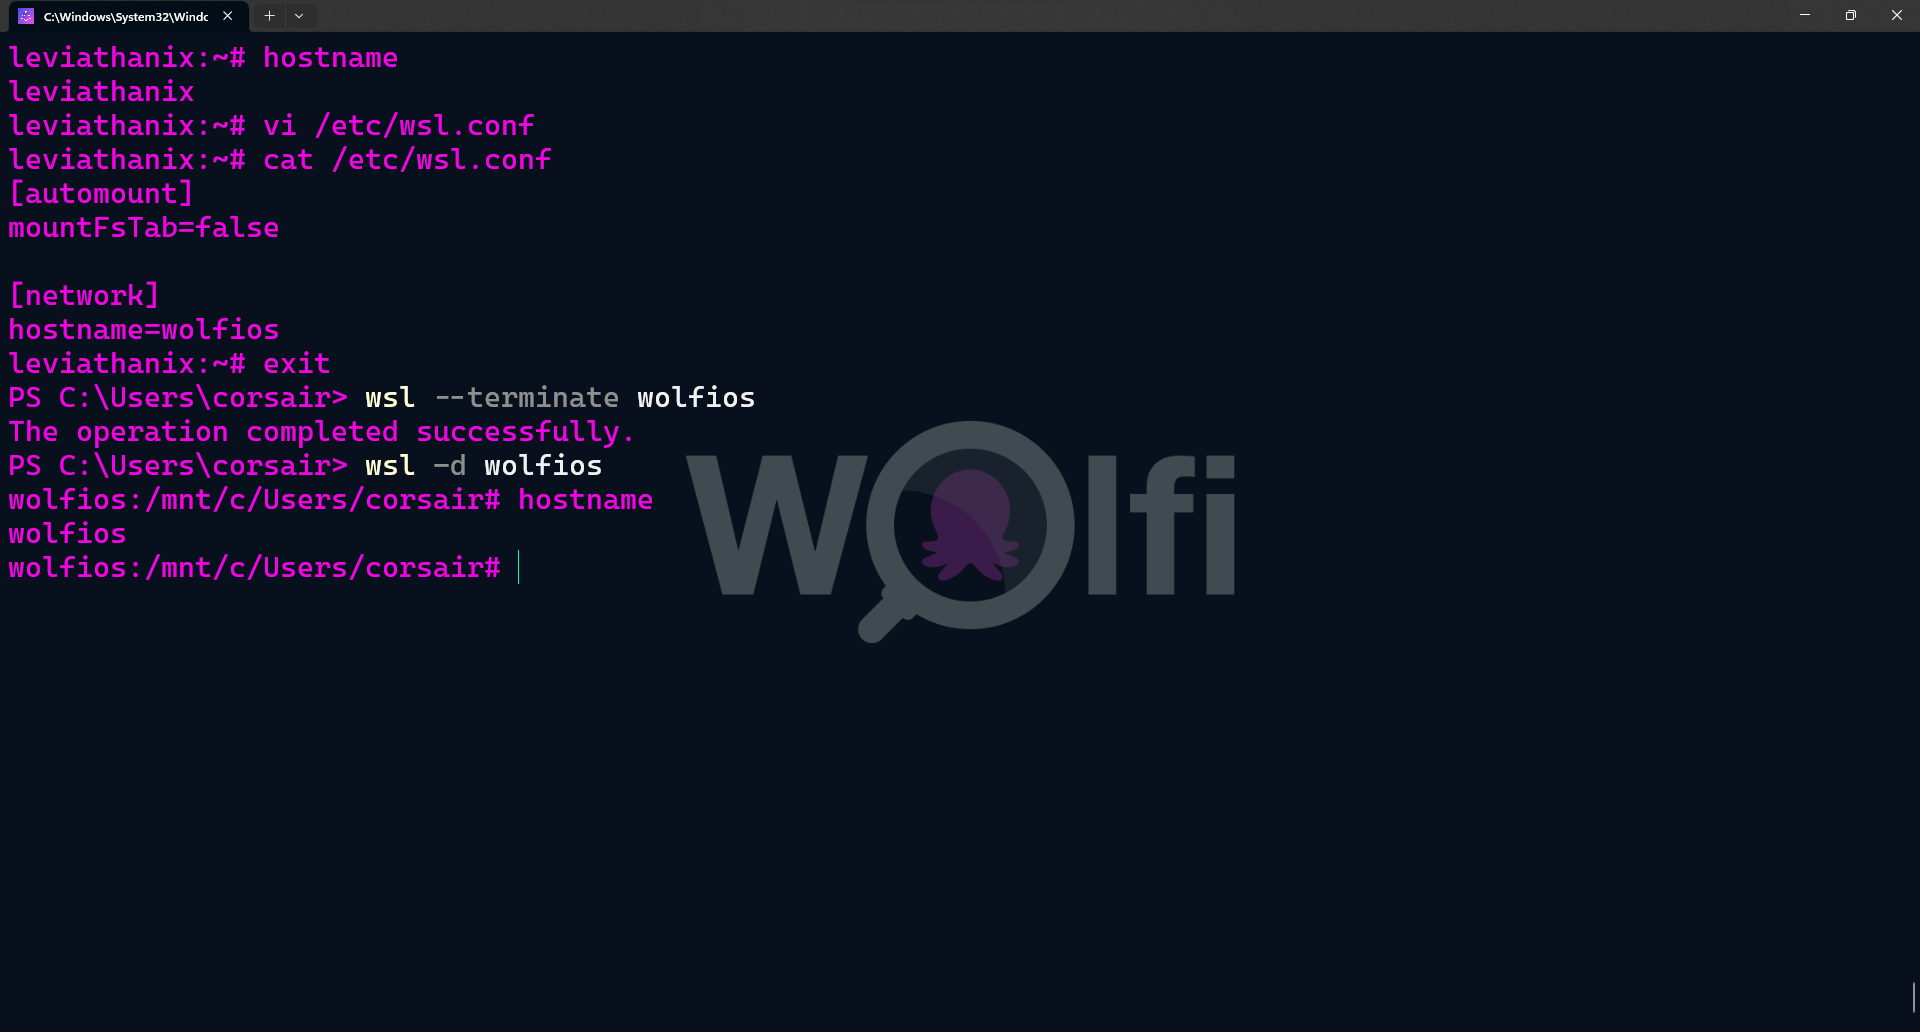 C:\Windows\System32\Windc
leviathanix:~# hostname
leviathanix
leviathanix:~# vi /etc/wsl.conf
leviathanix:~# cat /etc/wsl.conf
[automount]
mountFsTab=false
[network]
hostname=wolfios
leviathanix:~# exit
PS C:\Users\corsair> wsl --terminate wolfios
The operation completed successfully.
PS C:\Users\corsair> wsl -d wolfios
wolfios:/mnt/c/Users/corsair# hostname
wolfios
wolfios:/mnt/c/Users/corsair#
Wolfi